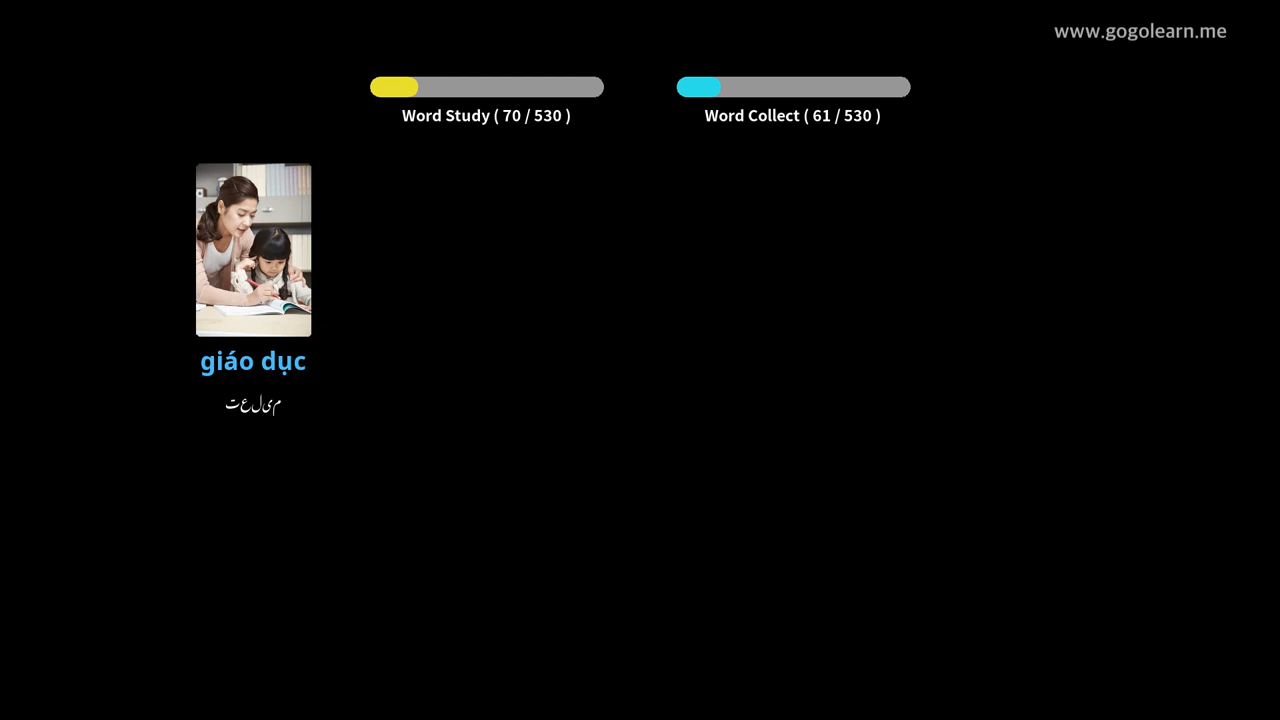 www.gogolearn.me
Word Study ( 70 / 530 )
Word Collect ( 61 / 530 )
giáo dục
تعلیم